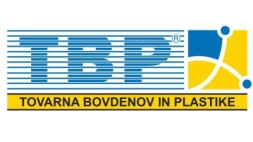 TBP®
TOVARNA BOVDENOV IN PLASTIKE